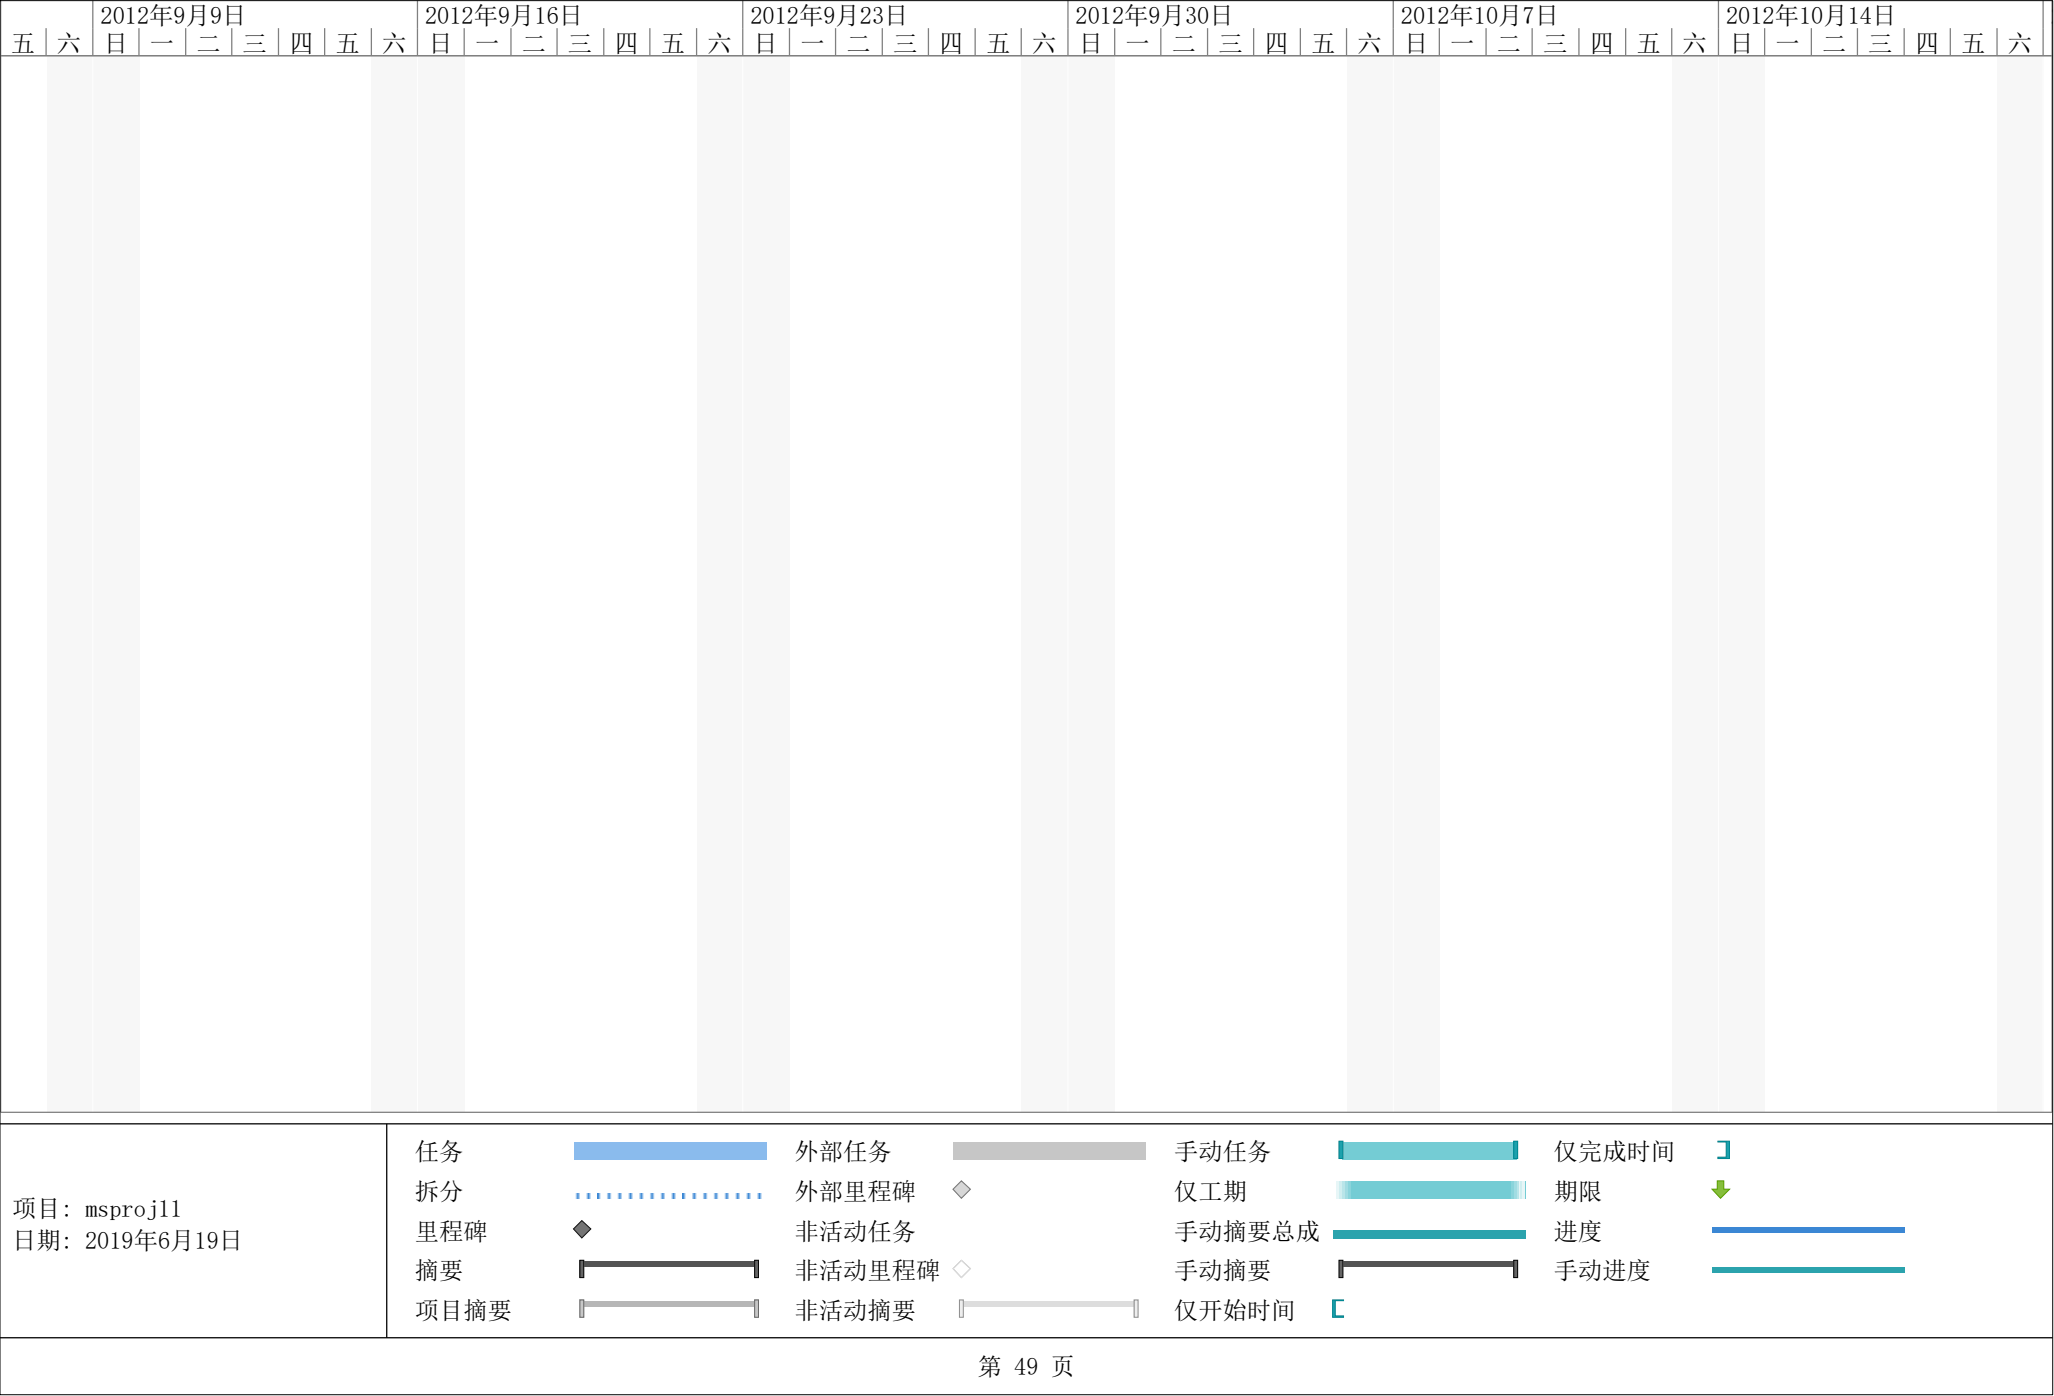 2012年9月9日 2012年9月16日 2012年9月23日 2012年9月30日 2012年10月7日 2012年10月14日
五 六 日 一 二 三 四 五 六 日 一 二 三 四 五 六 日 一 二 三 四 五 六 日 一 二 三 四 五 六 日 一 二 三 四 五 六 日 一 二 三 四 五 六
任务 外部任务 手动任务 仅完成时间
拆分 外部里程碑 仅工期 期限
项目: msproj11
里程碑 非活动任务 手动摘要总成 进度
日期: 2019年6月19日
摘要 非活动里程碑 手动摘要 手动进度
项目摘要 非活动摘要 仅开始时间
第 49 页